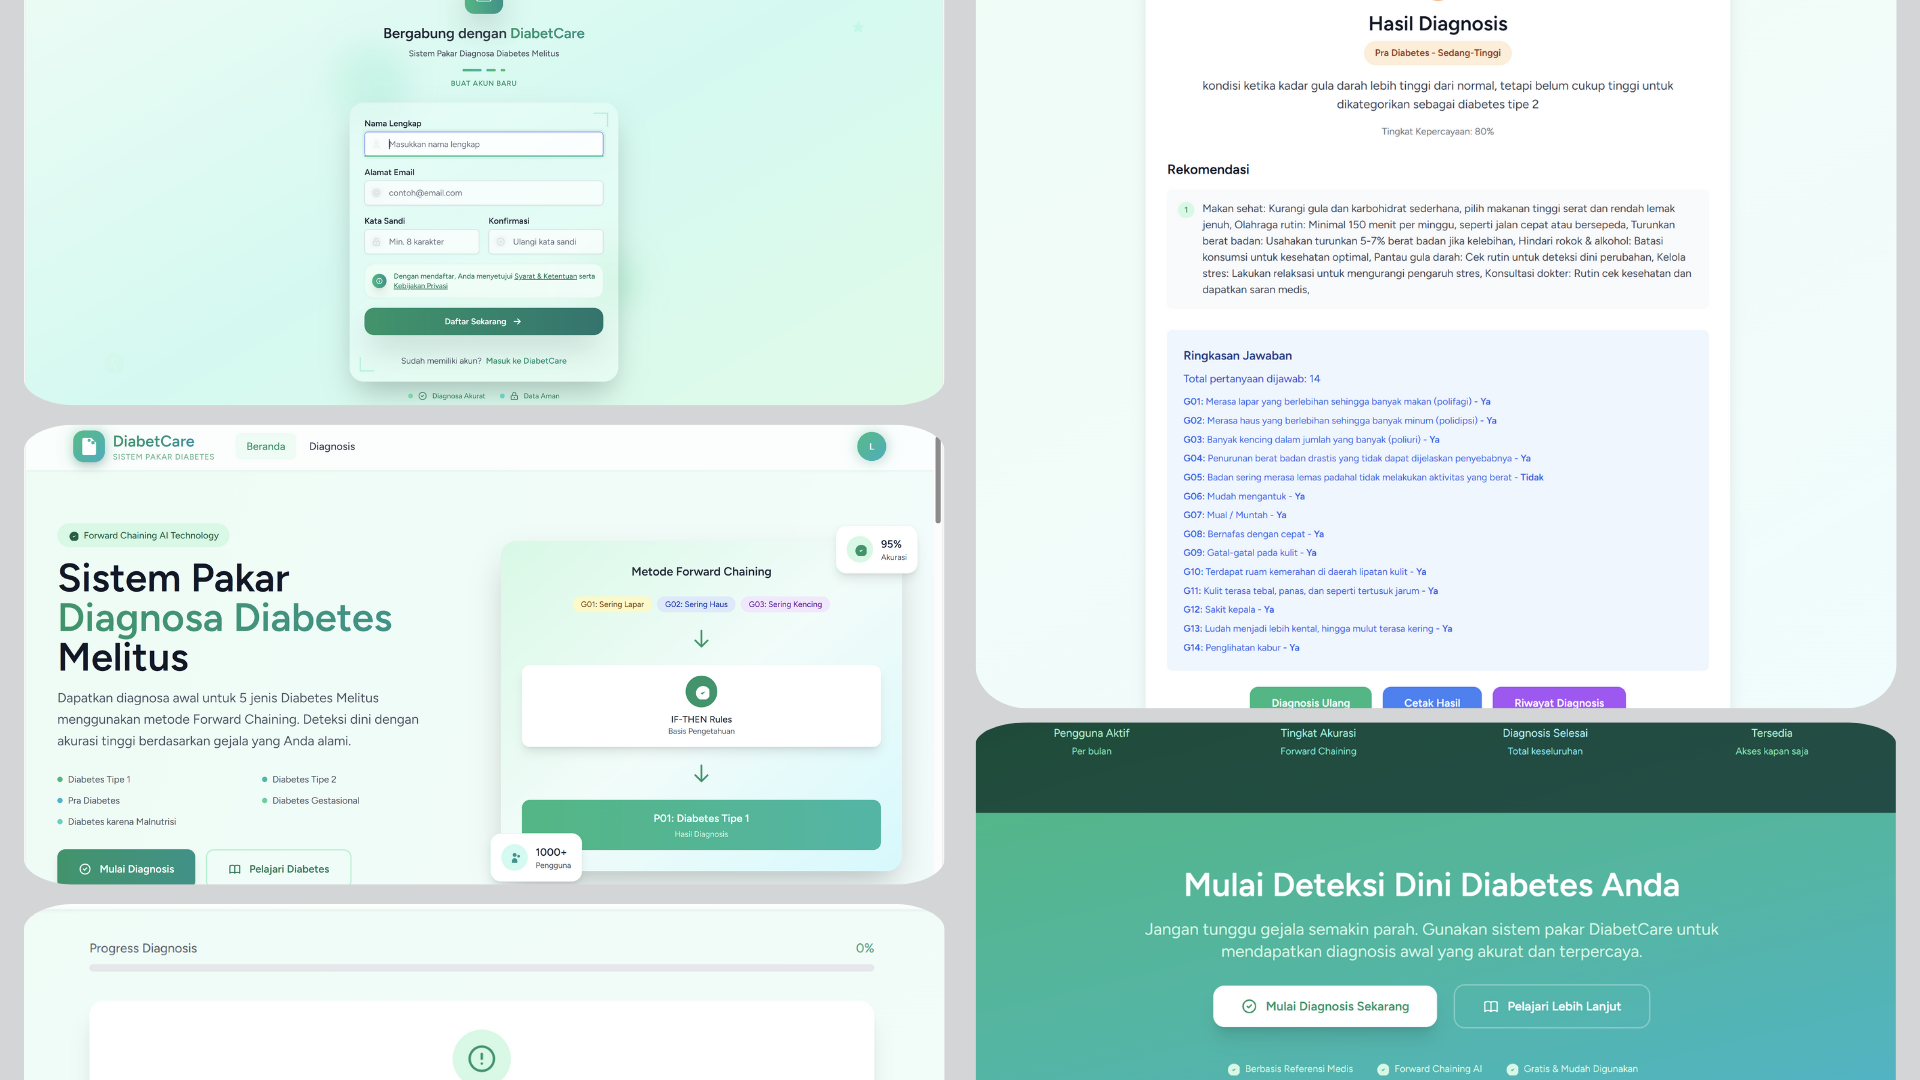 Bergabung dengan DiabetCare
Sistem Pakar Diagnosa Diabetes Melitus
BUAT AKUN BARU
Nama Lengkap
Masukkan nama lengkap
Alamat Email
contoh@email.com
Kata Sandi
Konfirmasi
Min. 8 karakter
Ulangi kata sandi
Dengan mendaftar, Anda menyetujui Syarat & Ketentuan serta
Kebijakan Privasi
Daftar Sekarang
Sudah memiliki akun? Masuk ke DiabetCare
Diagnosa Akurat
Data Aman
DiabetCare
SISTEM PAKAR DIABETES
Beranda
Diagnosis
L
Forward Chaining AI Technology
Sistem Pakar
Diagnosa Diabetes
Melitus
Dapatkan diagnosa awal untuk 5 jenis Diabetes Melitus
menggunakan metode Forward Chaining. Deteksi dini dengan
akurasi tinggi berdasarkan gejala yang Anda alami.
Diabetes Tipe 1
Diabetes Tipe 2
Pra Diabetes
Diabetes Gestasional
Diabetes karena Malnutrisi
Mulai Diagnosis
Pelajari Diabetes
95%
Akurasi
Metode Forward Chaining
G01: Sering Lapar
G02: Sering Haus
G03: Sering Kencing
IF-THEN Rules
Basis Pengetahuan
P01: Diabetes Tipe 1
Hasil Diagnosis
1000+
Pengguna
Progress Diagnosis
0%
Hasil Diagnosis
Pra Diabetes - Sedang-Tinggi
kondisi ketika kadar gula darah lebih tinggi dari normal, tetapi belum cukup tinggi untuk
dikategorikan sebagai diabetes tipe 2
Tingkat Kepercayaan: 80%
Rekomendasi
1
Makan sehat: Kurangi gula dan karbohidrat sederhana, pilih makanan tinggi serat dan rendah lemak
jenuh, Olahraga rutin: Minimal 150 menit per minggu, seperti jalan cepat atau bersepeda, Turunkan
berat badan: Usahakan turunkan 5-7% berat badan jika kelebihan, Hindari rokok & alkohol: Batasi
konsumsi untuk kesehatan optimal, Pantau gula darah: Cek rutin untuk deteksi dini perubahan, Kelola
stres: Lakukan relaksasi untuk mengurangi pengaruh stres, Konsultasi dokter: Rutin cek kesehatan dan
dapatkan saran medis,
Ringkasan Jawaban
Total pertanyaan dijawab: 14
G01: Merasa lapar yang berlebihan sehingga banyak makan (polifagi) - Ya
G02: Merasa haus yang berlebihan sehingga banyak minum (polidipsi) - Ya
G03: Banyak kencing dalam jumlah yang banyak (poliuri) - Ya
G04: Penurunan berat badan drastis yang tidak dapat dijelaskan penyebabnya - Ya
G05: Badan sering merasa lemas padahal tidak melakukan aktivitas yang berat - Tidak
G06: Mudah mengantuk - Ya
G07: Mual / Muntah - Ya
G08: Bernafas dengan cepat - Ya
G09: Gatal-gatal pada kulit - Ya
G10: Terdapat ruam kemerahan di daerah lipatan kulit - Ya
G11: Kulit terasa tebal, panas, dan seperti tertusuk jarum - Ya
G12: Sakit kepala - Ya
G13: Ludah menjadi lebih kental, hingga mulut terasa kering - Ya
G14: Penglihatan kabur - Ya
Diagnosis Ulang
Cetak Hasil
Riwayat Diagnosis
Pengguna Aktif
Per bulan
Tingkat Akurasi
Forward Chaining
Diagnosis Selesai
Total keseluruhan
Tersedia
Akses kapan saja
Mulai Deteksi Dini Diabetes Anda
Jangan tunggu gejala semakin parah. Gunakan sistem pakar DiabetCare untuk
mendapatkan diagnosis awal yang akurat dan terpercaya.
Mulai Diagnosis Sekarang
Pelajari Lebih Lanjut
Berbasis Referensi Medis
Forward Chaining AI
Gratis & Mudah Digunakan